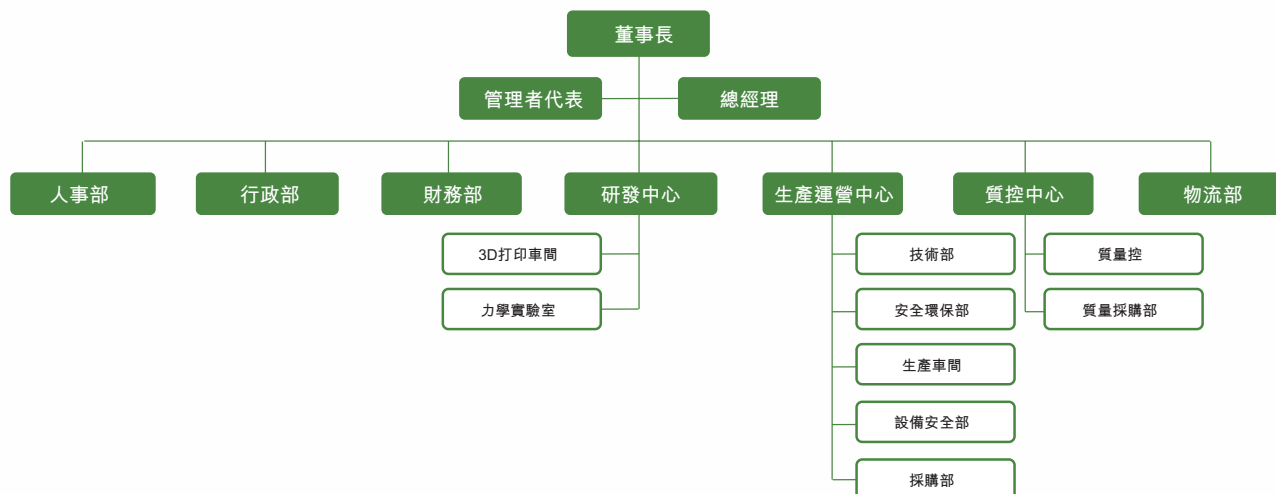 董事長
管理者代表
總經理
人事部
行政部
財務部
研發中心
生產運營中心
質控中心
物流部
3D打印車間
力學實驗室
技術部
安全環保部
生產車間
設備安全部
採購部
質量控
質量採購部